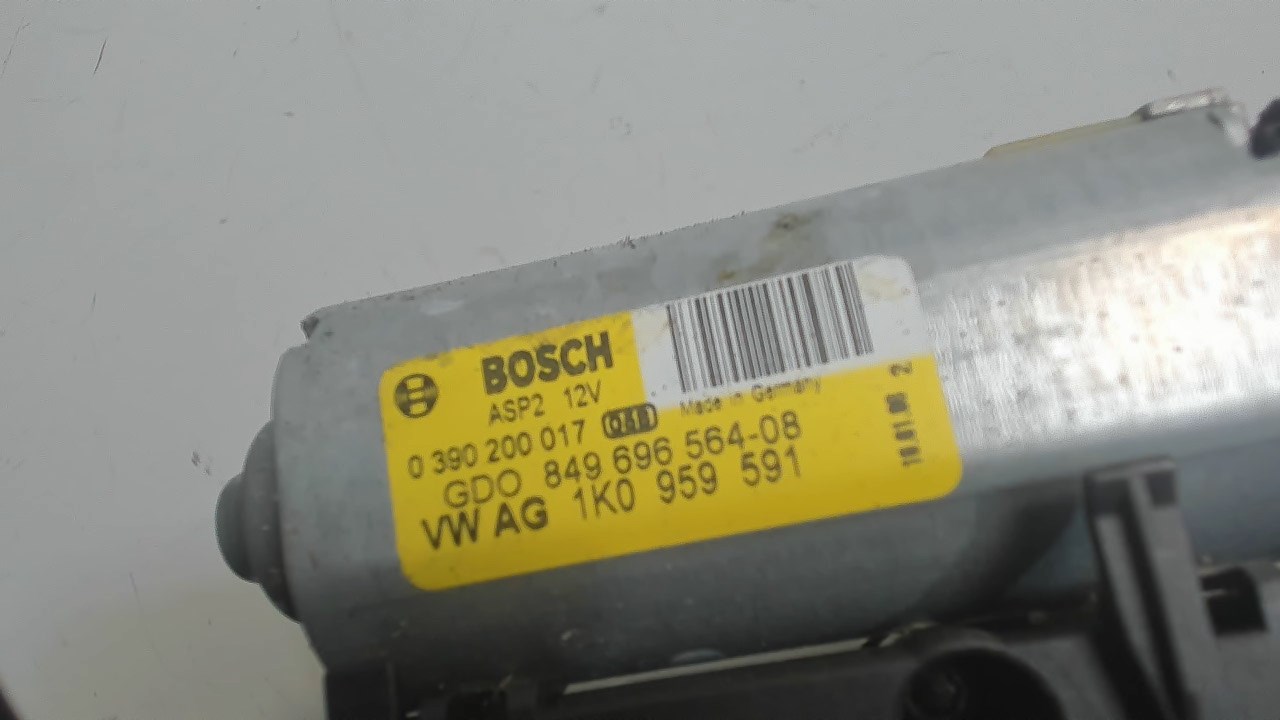 BOSCH
ASP2 12V
Made in Germany
0 390 200 017
GDO 849 696 564-08
VW AG 1K0 959 591
2